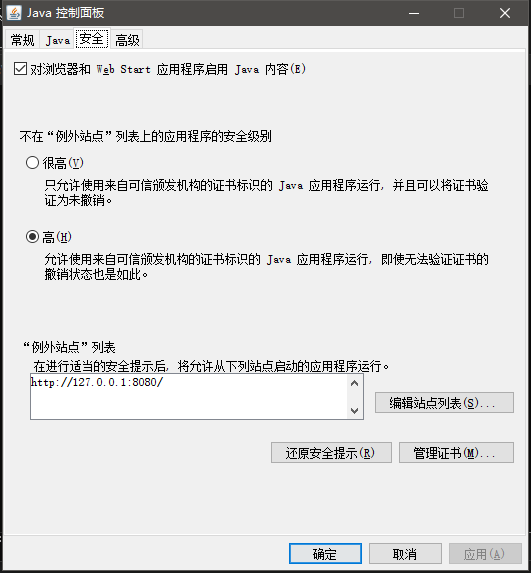 Java 控制面板
常规 Java 安全 高级
对浏览器和 Web Start 应用程序启用 Java 内容(E)
不在“例外站点”列表上的应用程序的安全级别
很高(V)
只允许使用来自可信颁发机构的证书标识的 Java 应用程序运行，并且可以将证书验
证为未撤销。
高(H)
允许使用来自可信颁发机构的证书标识的 Java 应用程序运行，即使无法验证证书的
撤销状态也是如此。
“例外站点”列表
在进行适当的安全提示后，将允许从下列站点启动的应用程序运行。
http://127.0.0.1:8080/
编辑站点列表(S)...
还原安全提示(R) 管理证书(M)...
确定 取消 应用(A)